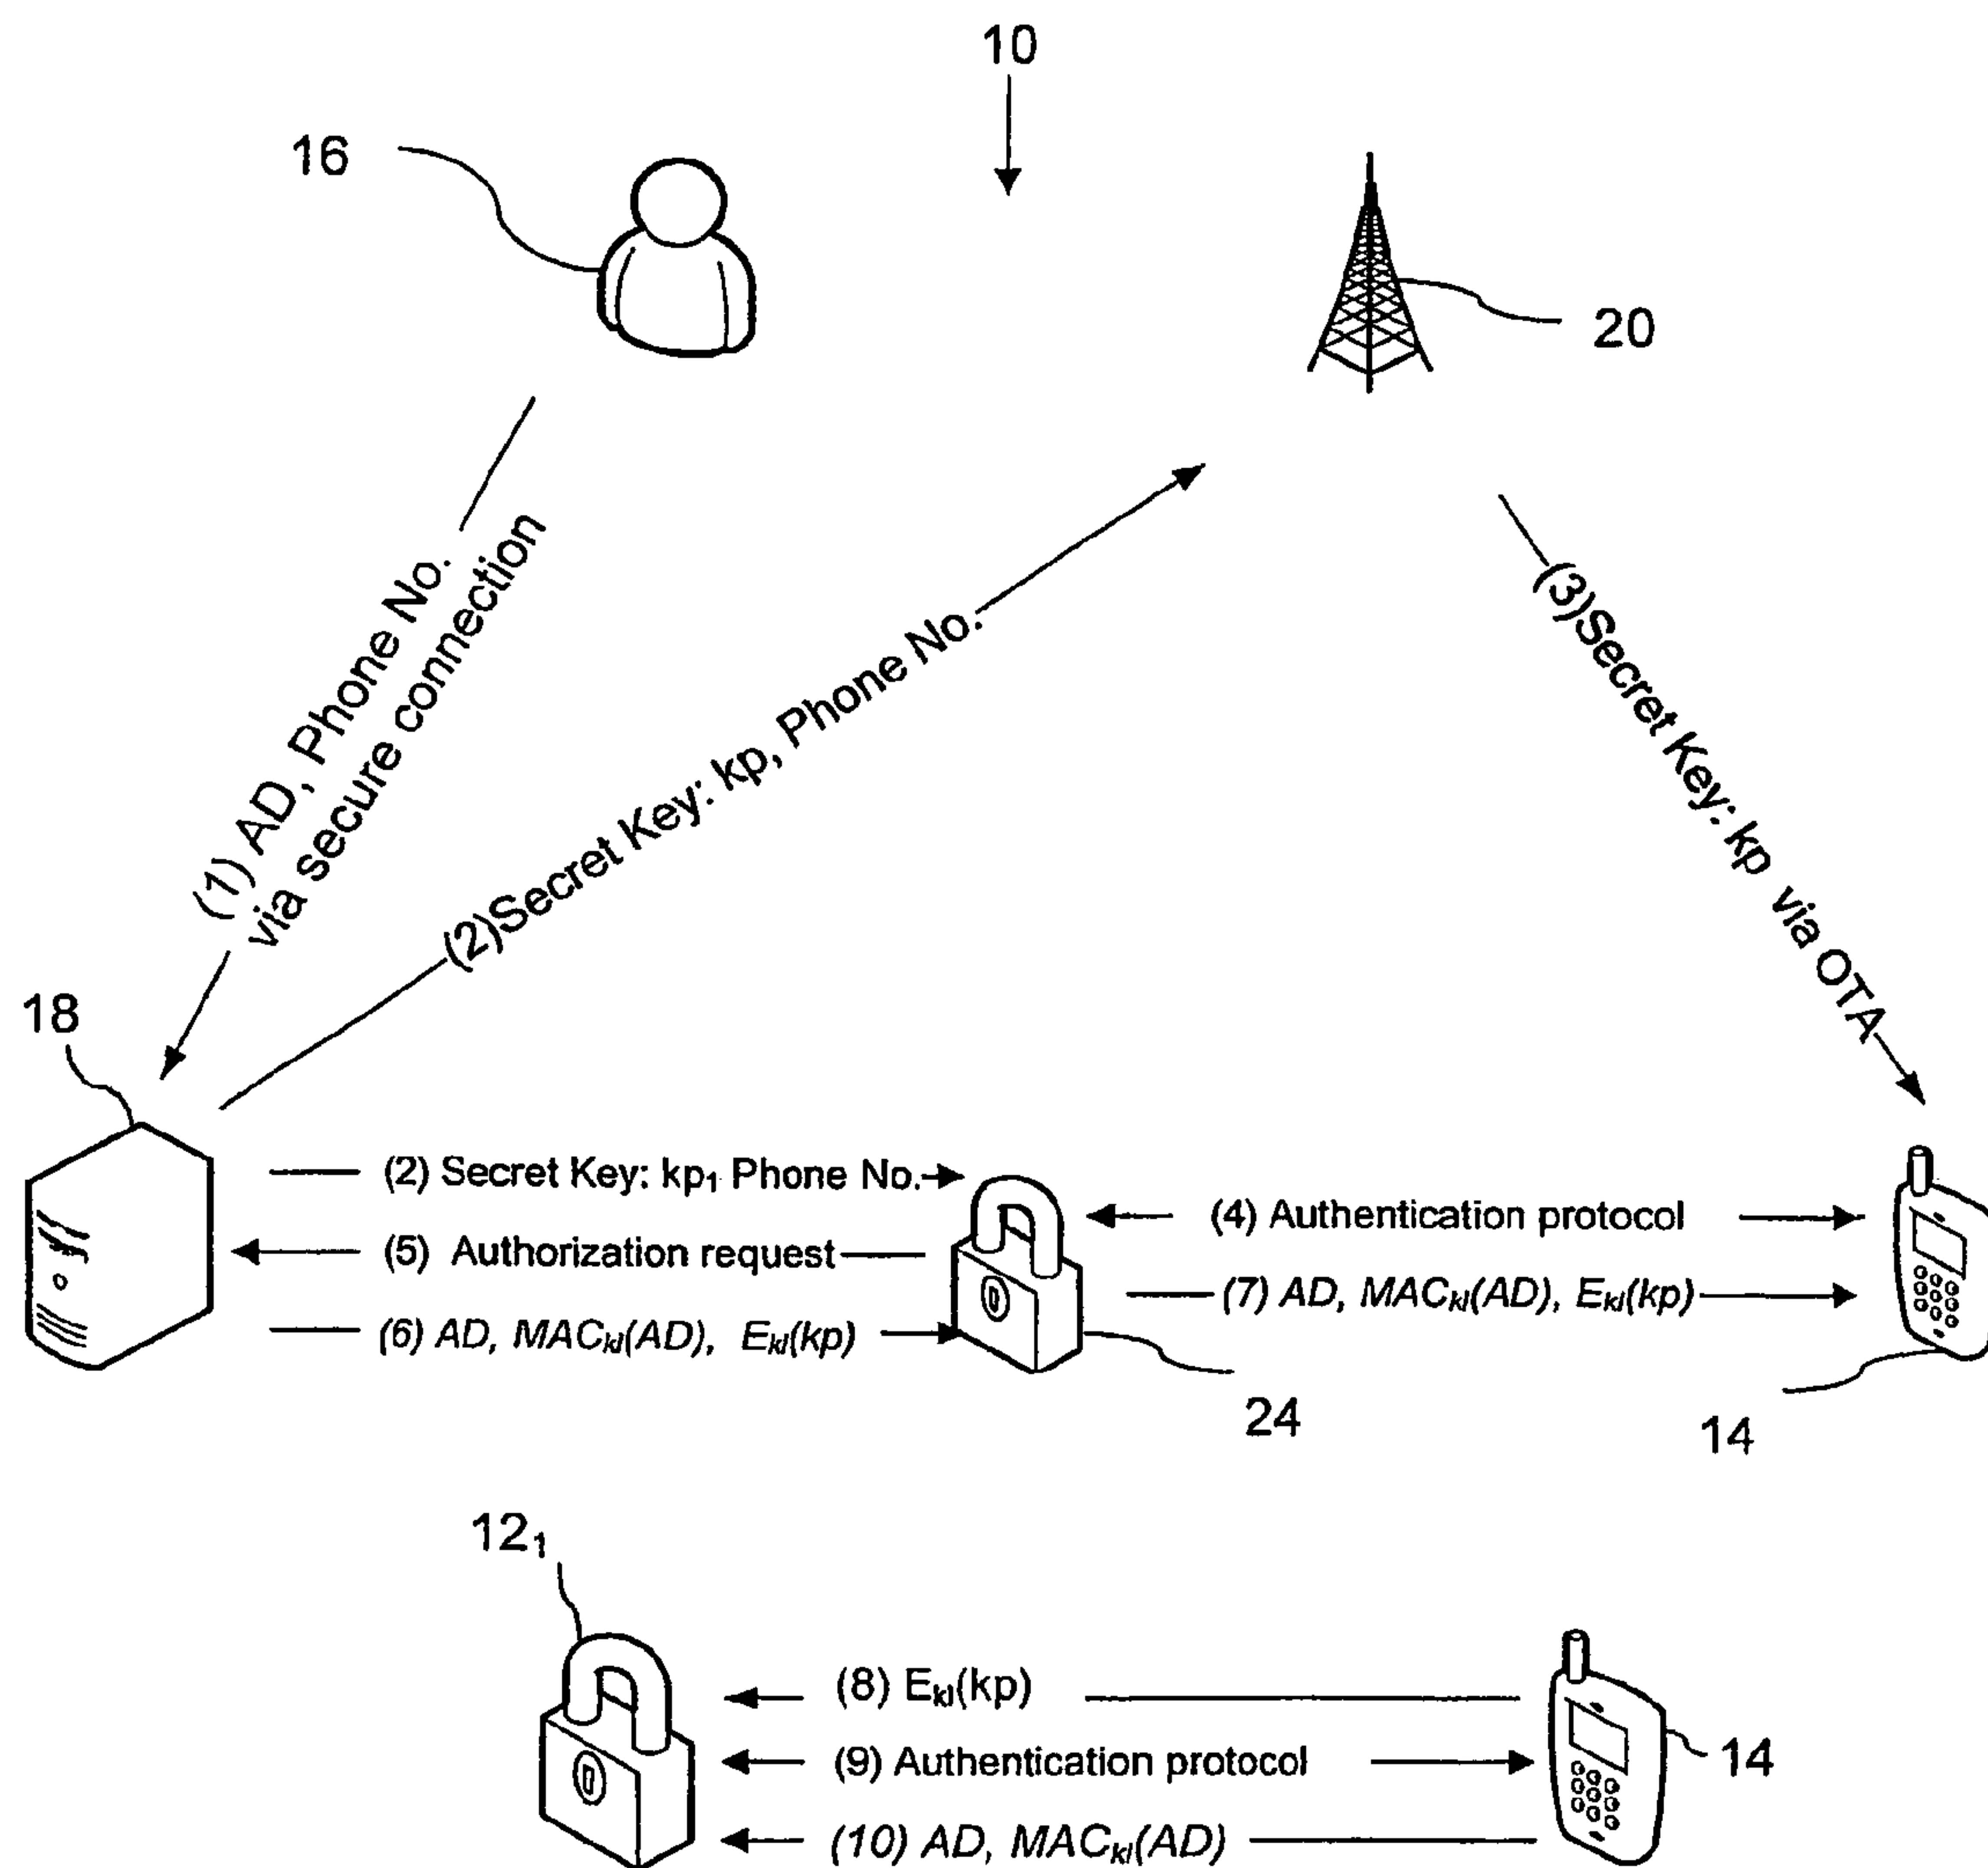 10
16
20
(1) AD, Phone No.
via secure connection
(2)Secret Key: kp, Phone No.
(3)Secret Key: kp via OTA
18
(2) Secret Key: kp₁ Phone No.
(4) Authentication protocol
(5) Authorization request
(7) AD, MACₖₗ(AD), Eₖₗ(kp)
(6) AD, MACₖₗ(AD), Eₖₗ(kp)
24
14
12₁
(8) Eₖₗ(kp)
(9) Authentication protocol
14
(10) AD, MACₖₗ(AD)